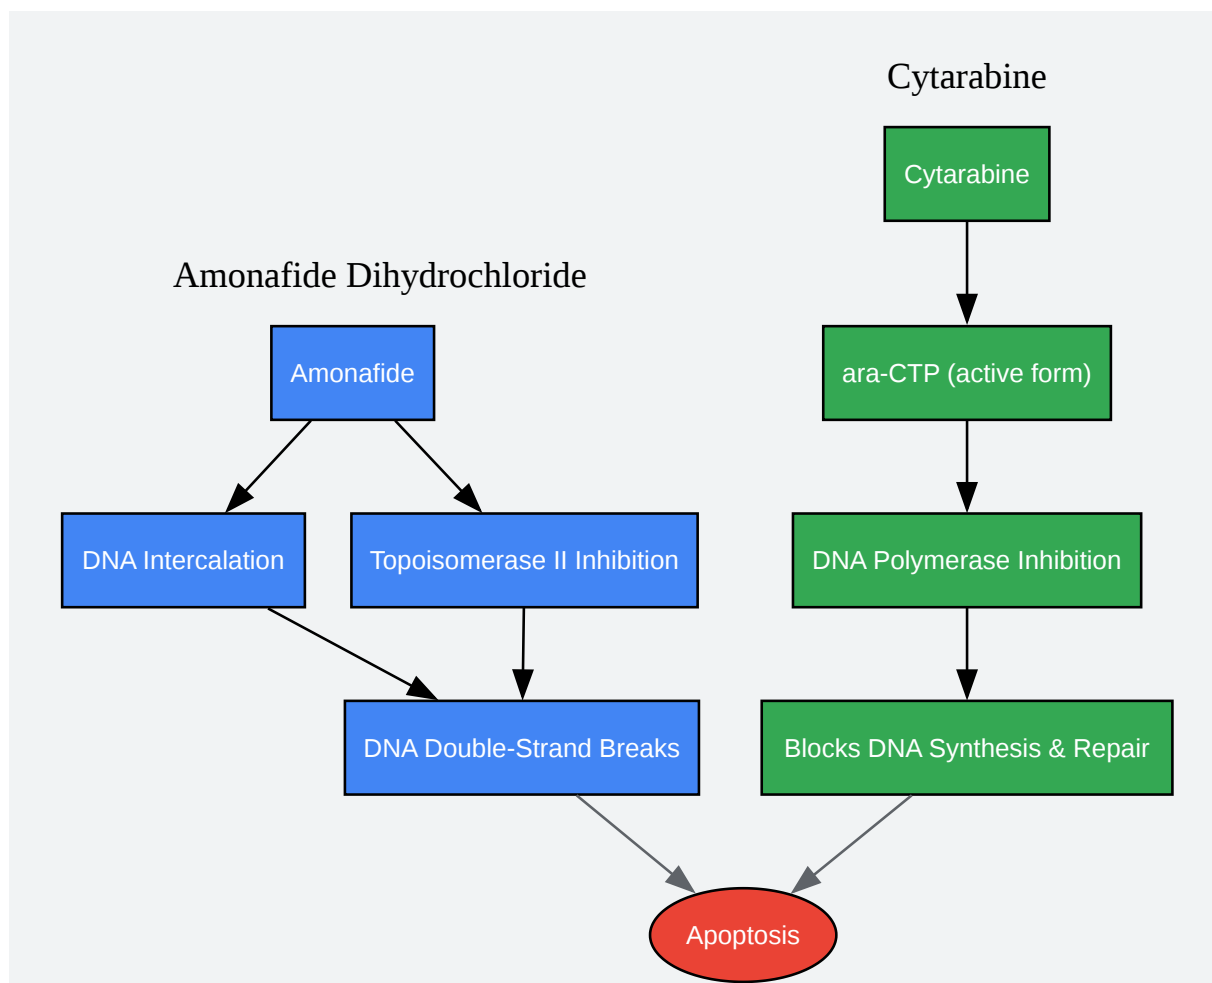 Cytarabine
Cytarabine
Amonafide Dihydrochloride
Amonafide
ara-CTP (active form)
DNA Intercalation
Topoisomerase II Inhibition
DNA Polymerase Inhibition
DNA Double-Strand Breaks
Blocks DNA Synthesis & Repair
Apoptosis